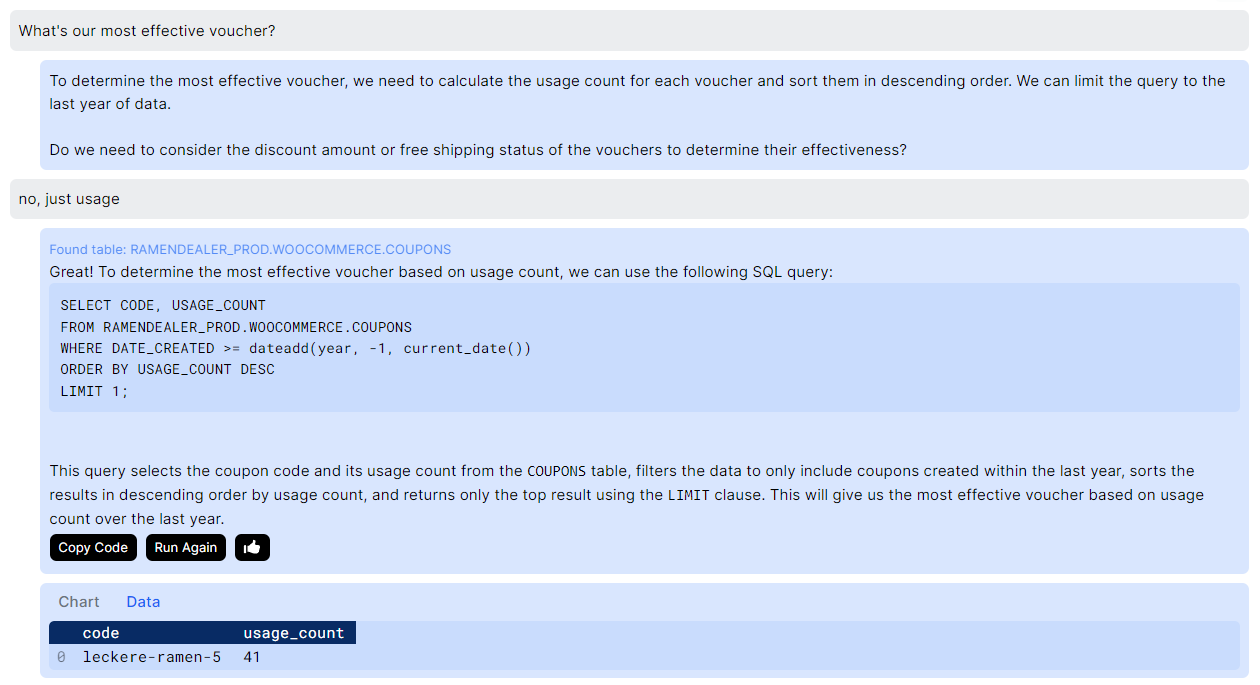 What's our most effective voucher?
To determine the most effective voucher, we need to calculate the usage count for each voucher and sort them in descending order. We can limit the query to the
last year of data.
Do we need to consider the discount amount or free shipping status of the vouchers to determine their effectiveness?
no, just usage
Found table: RAMENDEALER_PROD.WOOCOMMERCE.COUPONS
Great! To determine the most effective voucher based on usage count, we can use the following SQL query:
SELECT CODE, USAGE_COUNT
FROM RAMENDEALER_PROD.WOOCOMMERCE.COUPONS
WHERE DATE_CREATED >= dateadd(year, -1, current_date())
ORDER BY USAGE_COUNT DESC
LIMIT 1;
This query selects the coupon code and its usage count from the COUPONS table, filters the data to only include coupons created within the last year, sorts the
results in descending order by usage count, and returns only the top result using the LIMIT clause. This will give us the most effective voucher based on usage
count over the last year.
Copy Code Run Again
Chart Data
code usage_count
0 leckere-ramen-5 41